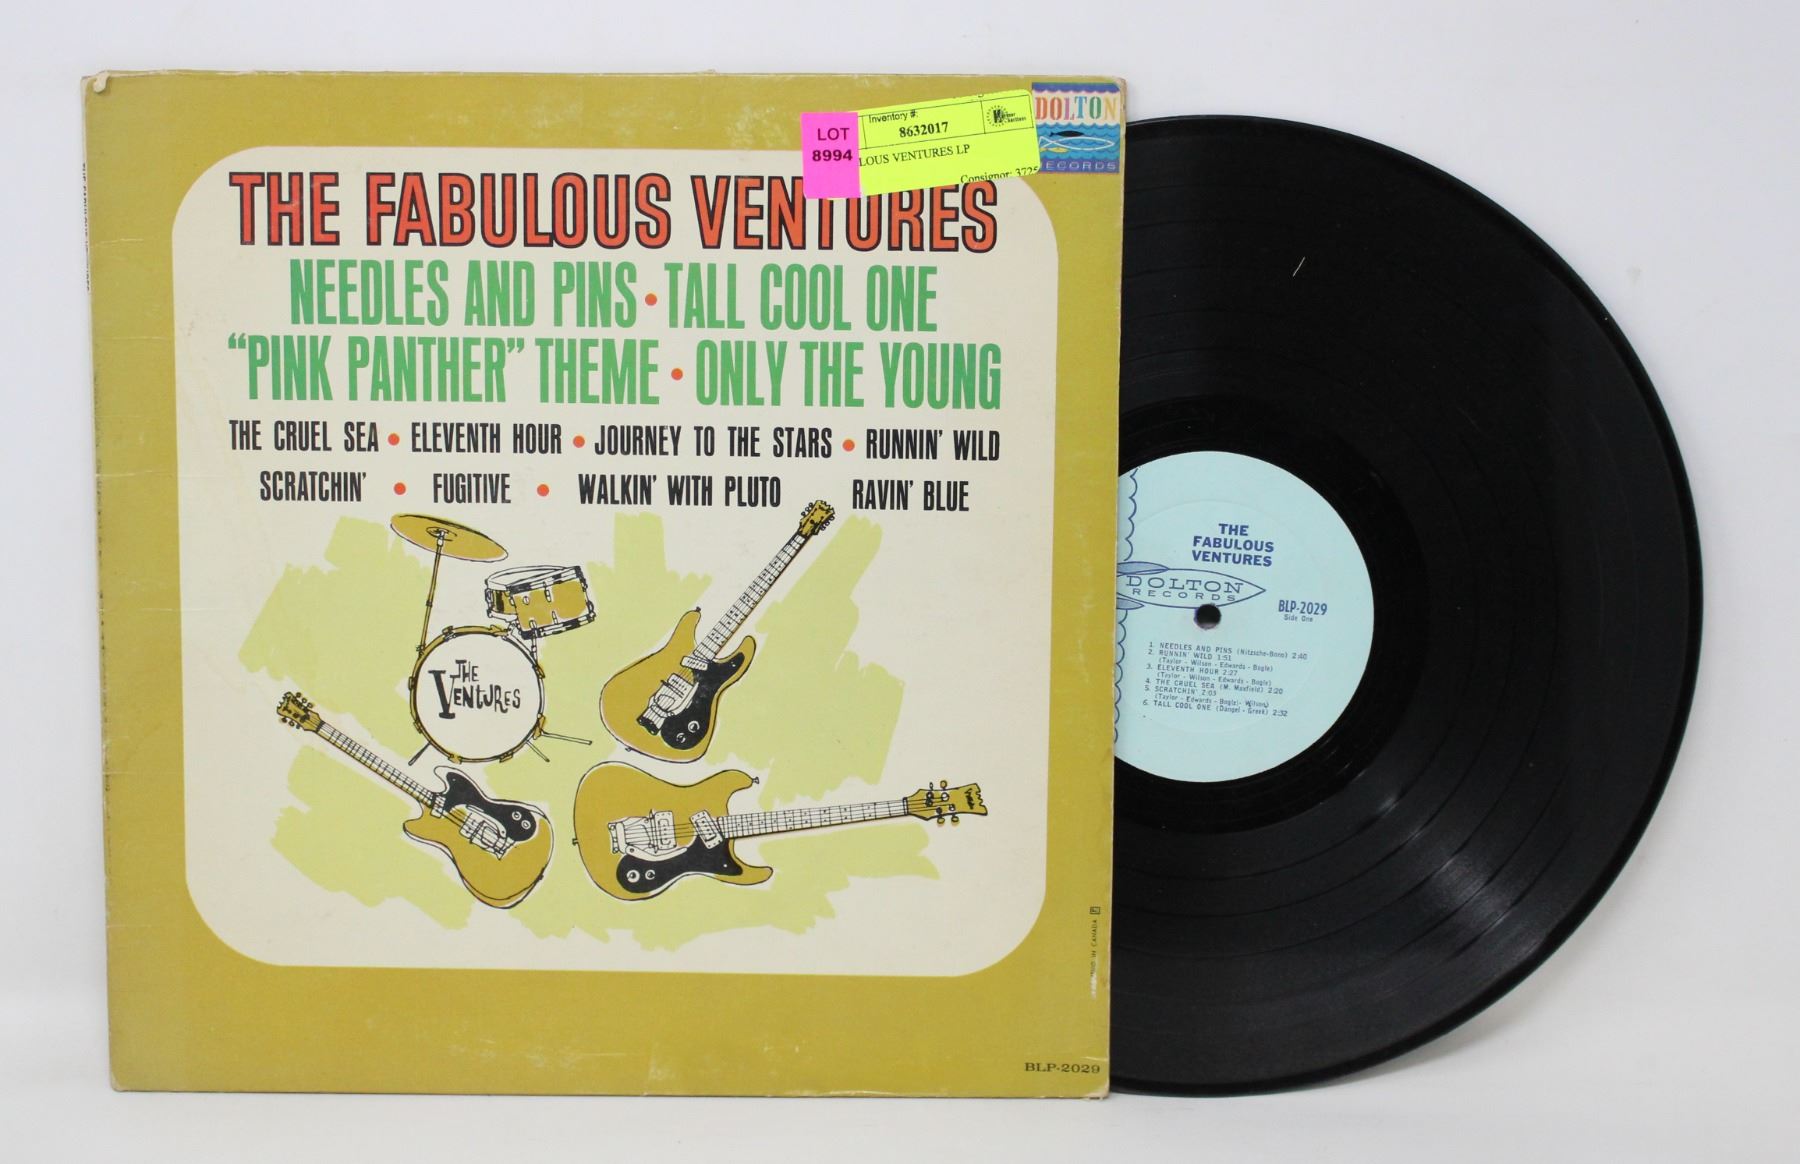 LOT
8994
Inventory #:
8632017
LOUS VENTURES LP
Consignor: 3725
DOLTON
RECORDS
THE FABULOUS VENTURES
NEEDLES AND PINS • TALL COOL ONE
“PINK PANTHER” THEME • ONLY THE YOUNG
THE CRUEL SEA • ELEVENTH HOUR • JOURNEY TO THE STARS • RUNNIN' WILD
SCRATCHIN' • FUGITIVE • WALKIN' WITH PLUTO RAVIN' BLUE
THE
VENTURES
IN CANADA
BLP-2029
THE
FABULOUS
VENTURES
DOLTON
RECORDS
BLP-2029
Side One
1. NEEDLES AND PINS (Nitzsche-Bono) 2:40
2. RUNNIN' WILD 1:51
(Taylor - Wilson - Edwards - Bogle)
3. ELEVENTH HOUR 2:27
(Taylor - Wilson - Edwards - Bogle)
4. THE CRUEL SEA (M. Maxfield) 2:20
5. SCRATCHIN' 2:03
(Taylor - Edwards - Bogle - Wilson)
6. TALL COOL ONE (Dangel - Greek) 2:32